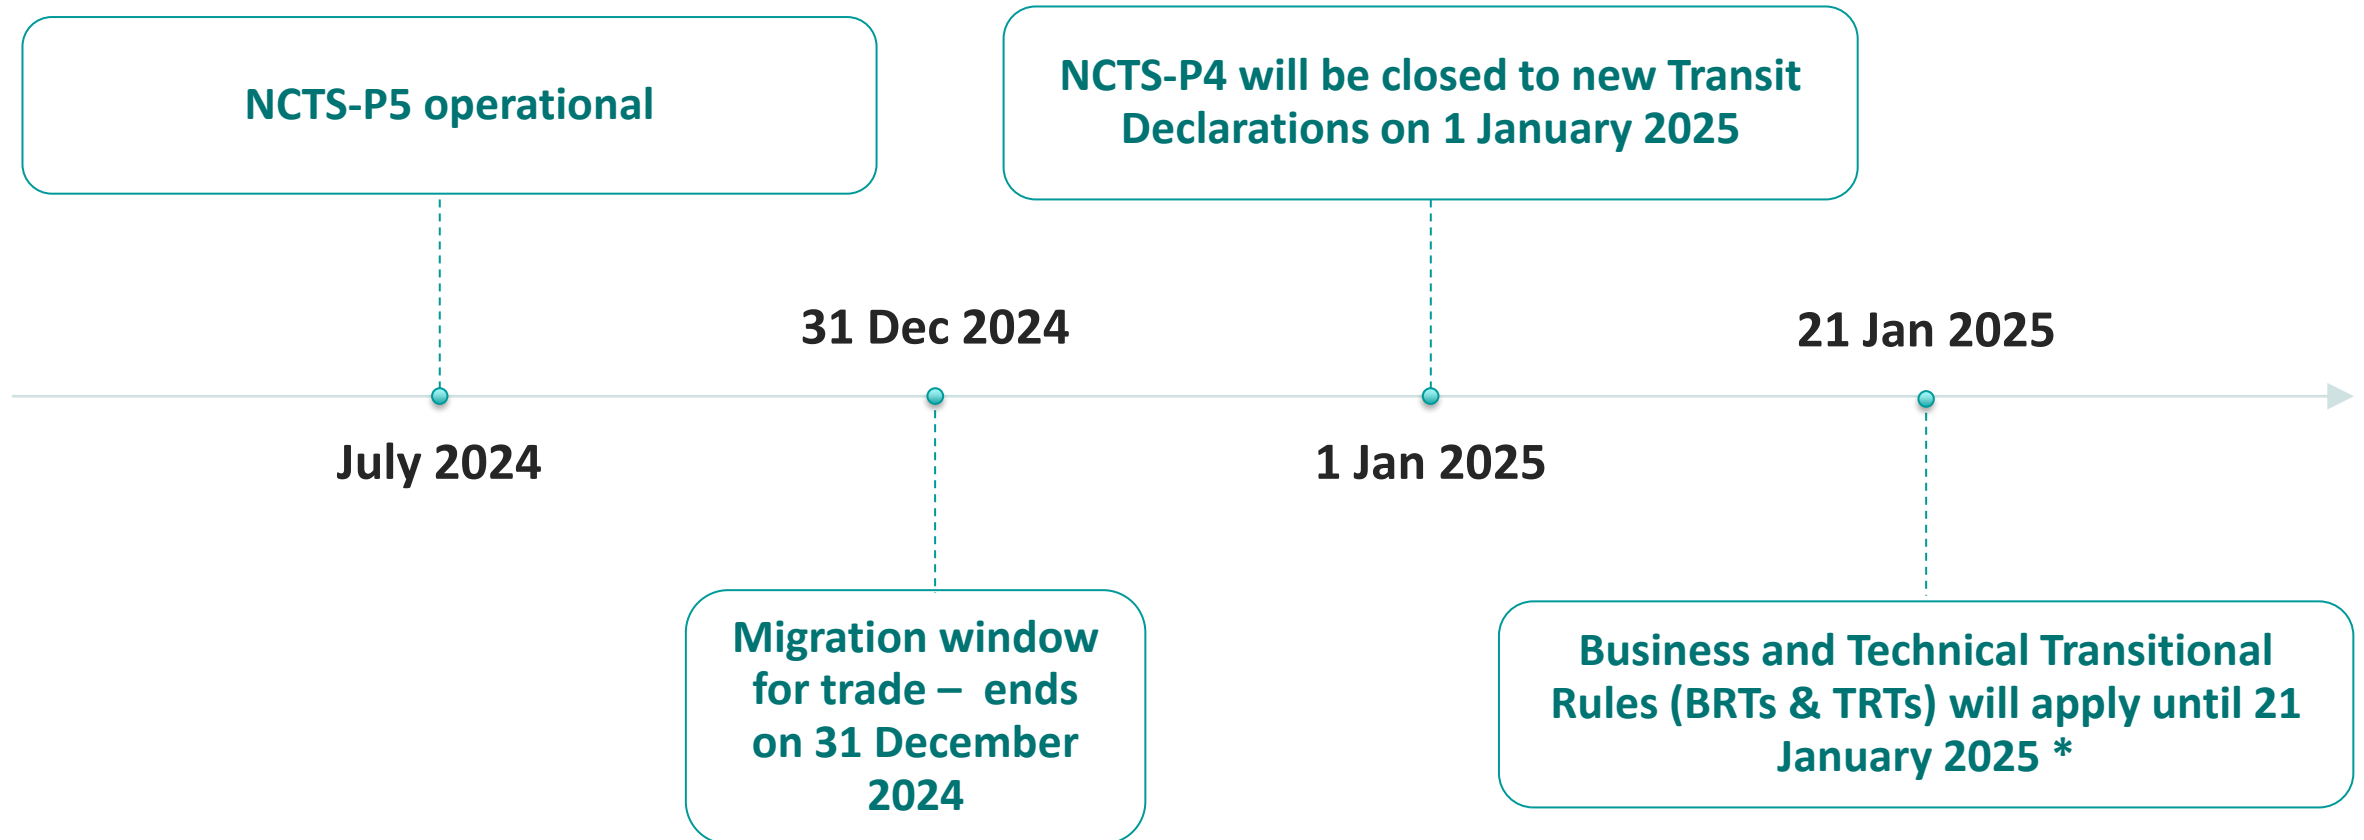 NCTS-P5 operational
NCTS-P4 will be closed to new Transit
Declarations on 1 January 2025
31 Dec 2024
21 Jan 2025
July 2024
1 Jan 2025
Migration window
for trade – ends
on 31 December
2024
Business and Technical Transitional
Rules (BRTs & TRTs) will apply until 21
January 2025 *